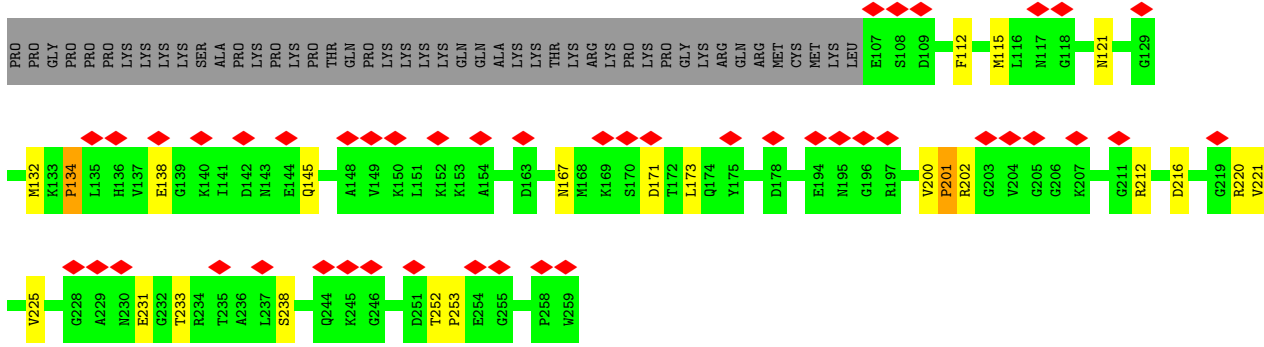 PRO PRO GLY PRO PRO PRO LYS LYS LYS LYS SER ALA PRO LYS PRO LYS PRO THR GLN PRO LYS LYS LYS LYS GLN GLN ALA LYS LYS THR LYS ARG LYS PRO LYS PRO GLY LYS ARG GLN ARG MET CYS MET LYS LEU E107 S108 D109 F112 M115 L116 N117 G118 N121 G129
M132 K133 P134 L135 H136 V137 E138 G139 K140 I141 D142 N143 E144 Q145 A148 V149 K150 L151 K152 K153 A154 D163 N167 M168 K169 S170 D171 T172 L173 Q174 Y175 D178 E194 N195 G196 R197 V200 P201 R202 G203 V204 G205 G206 K207 G211 R212 D216 G219 R220 V221
V225 G228 A229 N230 E231 G232 T233 R234 T235 A236 L237 S238 Q244 K245 G246 D251 T252 P253 E254 G255 P258 W259